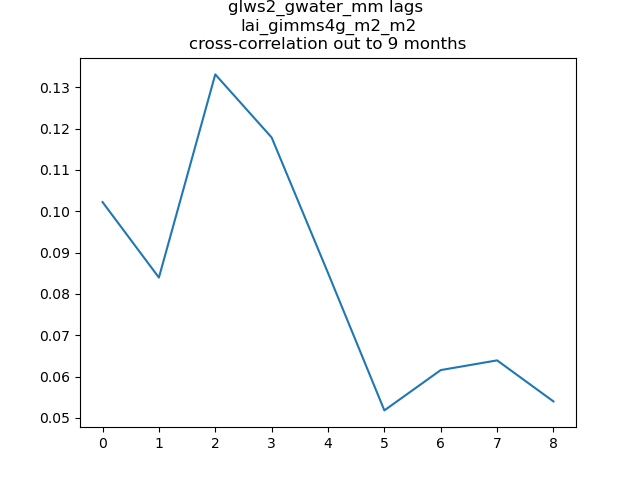 glws2_gwater_mm lags
lai_gimms4g_m2_m2
cross-correlation out to 9 months
0.13
0.12
0.11
0.10
0.09
0.08
0.07
0.06
0.05
0 1 2 3 4 5 6 7 8